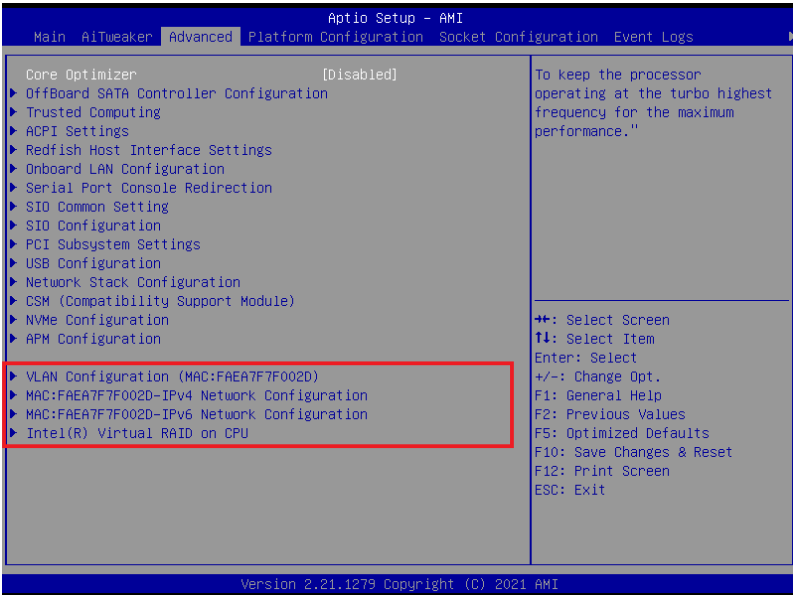 Aptio Setup - AMI
Main AiTweaker Advanced Platform Configuration Socket Configuration Event Logs
Core Optimizer [Disabled]
OffBoard SATA Controller Configuration
Trusted Computing
ACPI Settings
Redfish Host Interface Settings
Onboard LAN Configuration
Serial Port Console Redirection
SIO Common Setting
SIO Configuration
PCI Subsystem Settings
USB Configuration
Network Stack Configuration
CSM (Compatibility Support Module)
NVMe Configuration
APM Configuration
VLAN Configuration (MAC:FAEA7F7F002D)
MAC:FAEA7F7F002D-IPv4 Network Configuration
MAC:FAEA7F7F002D-IPv6 Network Configuration
Intel(R) Virtual RAID on CPU
To keep the processor
operating at the turbo highest
frequency for the maximum
performance."
→←: Select Screen
↑↓: Select Item
Enter: Select
+/-: Change Opt.
F1: General Help
F2: Previous Values
F5: Optimized Defaults
F10: Save Changes & Reset
F12: Print Screen
ESC: Exit
Version 2.21.1279 Copyright (C) 2021 AMI